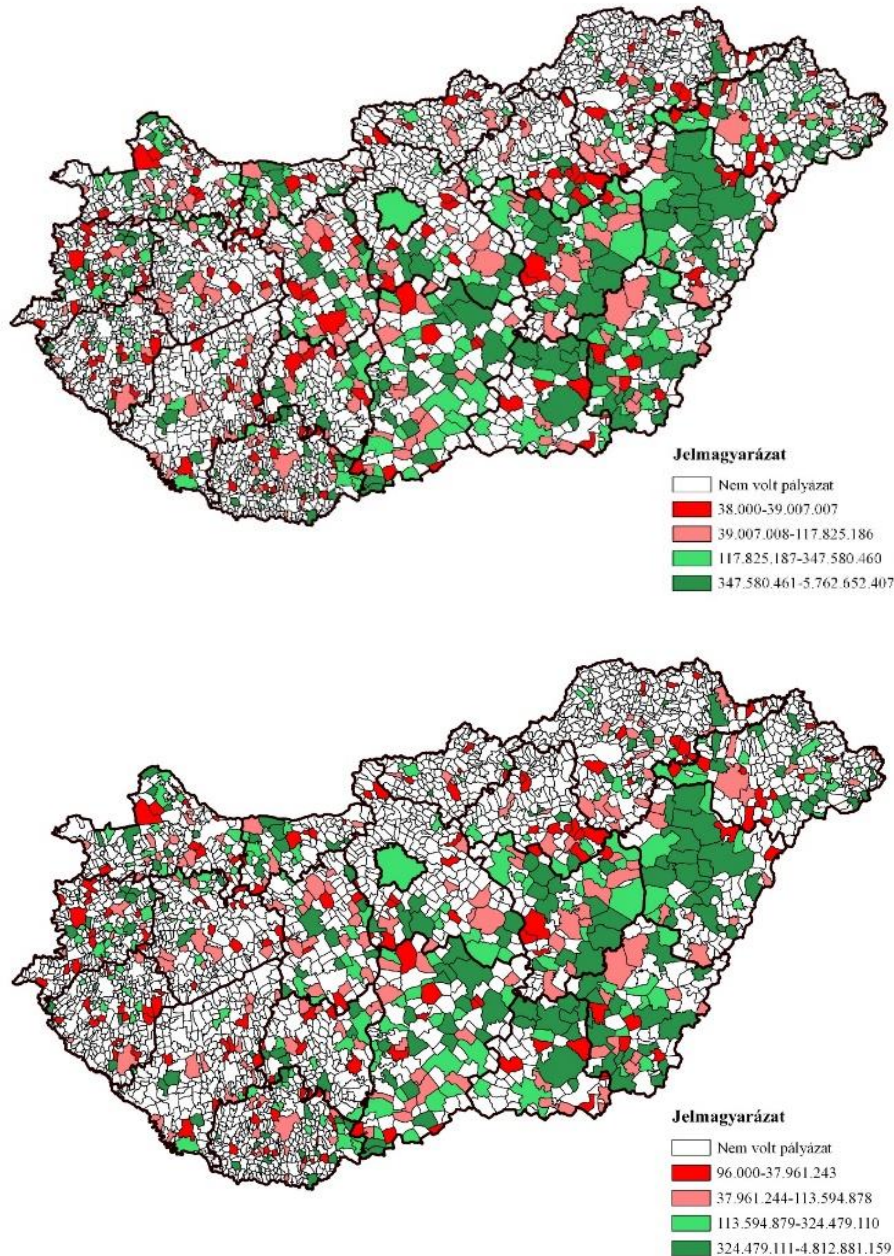 Jelmagyarázat
Nem volt pályázat
38.000-39.007.007
39.007.008-117.825.186
117.825.187-347.580.460
347.580.461-5.762.652.407
Jelmagyarázat
Nem volt pályázat
96.000-37.961.243
37.961.244-113.594.878
113.594.879-324.479.110
324.479.111-4.812.881.159